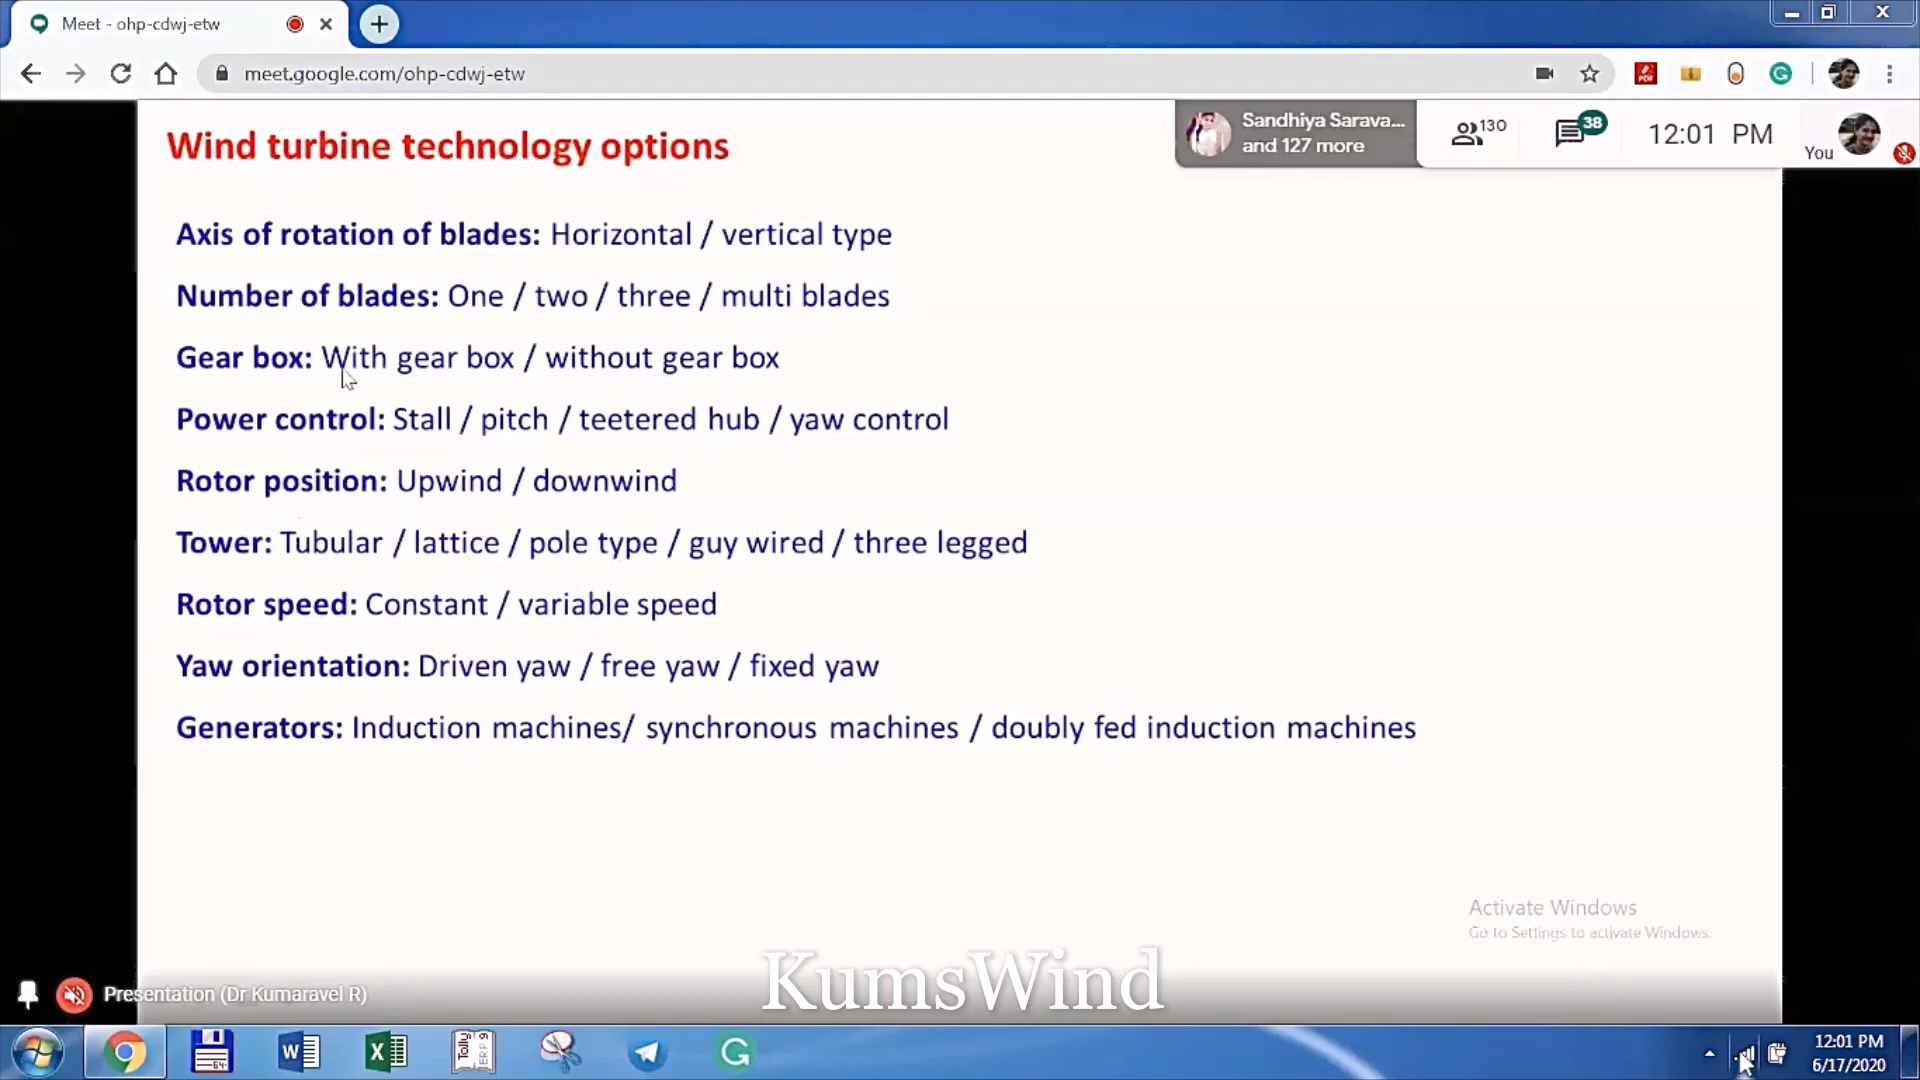 Meet - ohp-cdwj-etw
meet.google.com/ohp-cdwj-etw
Wind turbine technology options
Sandhiya Sarava...
and 127 more
130
38
12:01 PM
You
Axis of rotation of blades: Horizontal / vertical type
Number of blades: One / two / three / multi blades
Gear box: With gear box / without gear box
Power control: Stall / pitch / teetered hub / yaw control
Rotor position: Upwind / downwind
Tower: Tubular / lattice / pole type / guy wired / three legged
Rotor speed: Constant / variable speed
Yaw orientation: Driven yaw / free yaw / fixed yaw
Generators: Induction machines/ synchronous machines / doubly fed induction machines
Activate Windows
Go to Settings to activate Windows.
KumsWind
Presentation (Dr Kumaravel R)
64
W
X
Tally
ERP 9
G
12:01 PM
6/17/2020